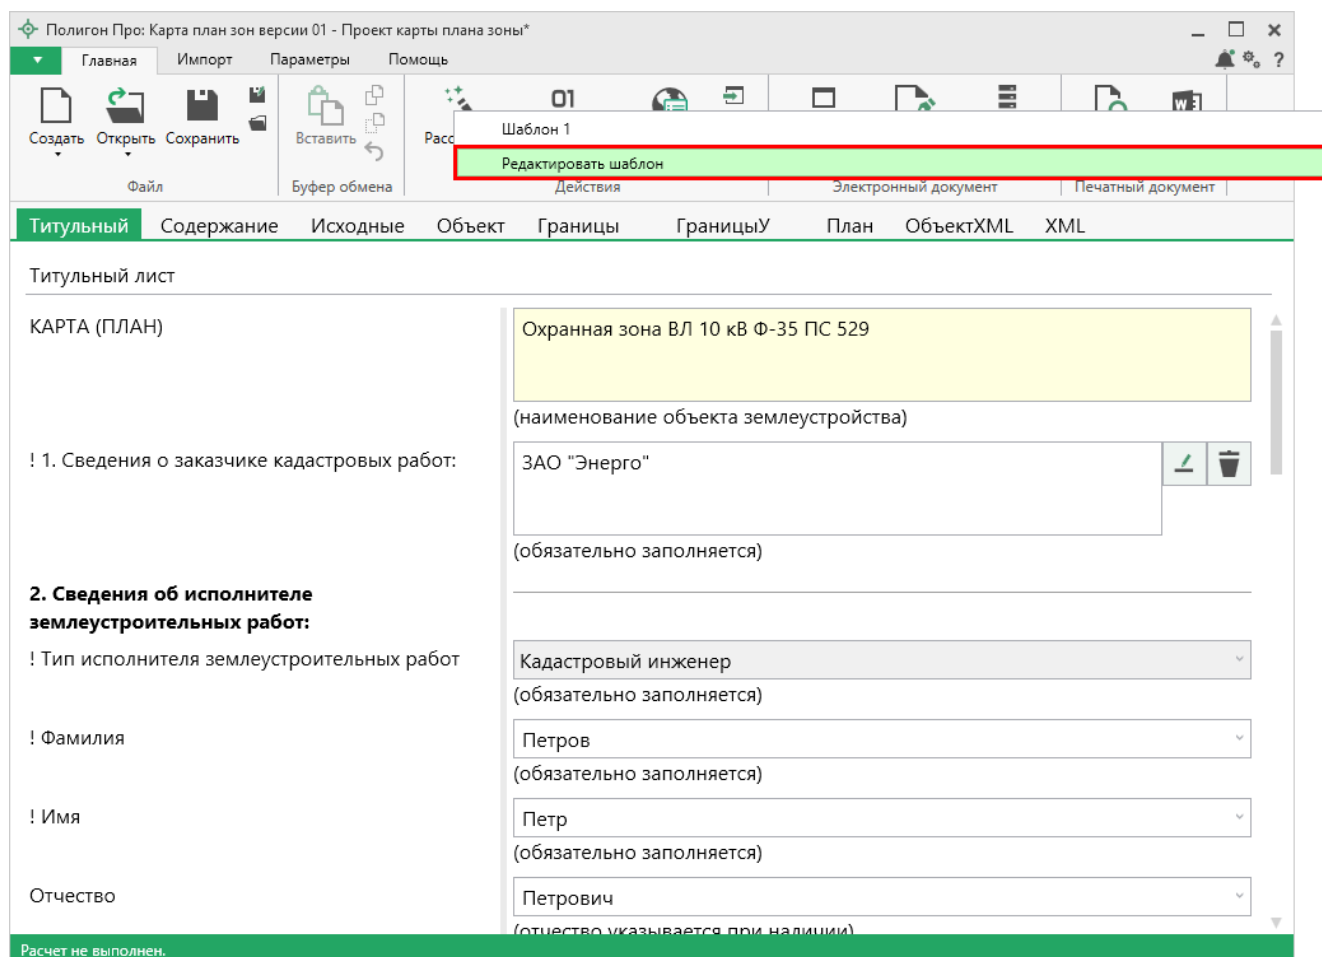 Полигон Про: Карта план зон версии 01 - Проект карты плана зоны*
Главная Импорт Параметры Помощь
?
01
W
Создать Открыть Сохранить Вставить
Шаблон 1
Редактировать шаблон
Файл Буфер обмена Действия Электронный документ Печатный документ
Титульный Содержание Исходные Объект Границы ГраницыУ План ОбъектXML XML
Титульный лист
КАРТА (ПЛАН)
Охранная зона ВЛ 10 кВ Ф-35 ПС 529
(наименование объекта землеустройства)
! 1. Сведения о заказчике кадастровых работ:
ЗАО "Энерго"
(обязательно заполняется)
2. Сведения об исполнителе
землеустроительных работ:
! Тип исполнителя землеустроительных работ
Кадастровый инженер
(обязательно заполняется)
! Фамилия
Петров
(обязательно заполняется)
! Имя
Петр
(обязательно заполняется)
Отчество
Петрович
(отчество указывается при наличии)
Расчет не выполнен.